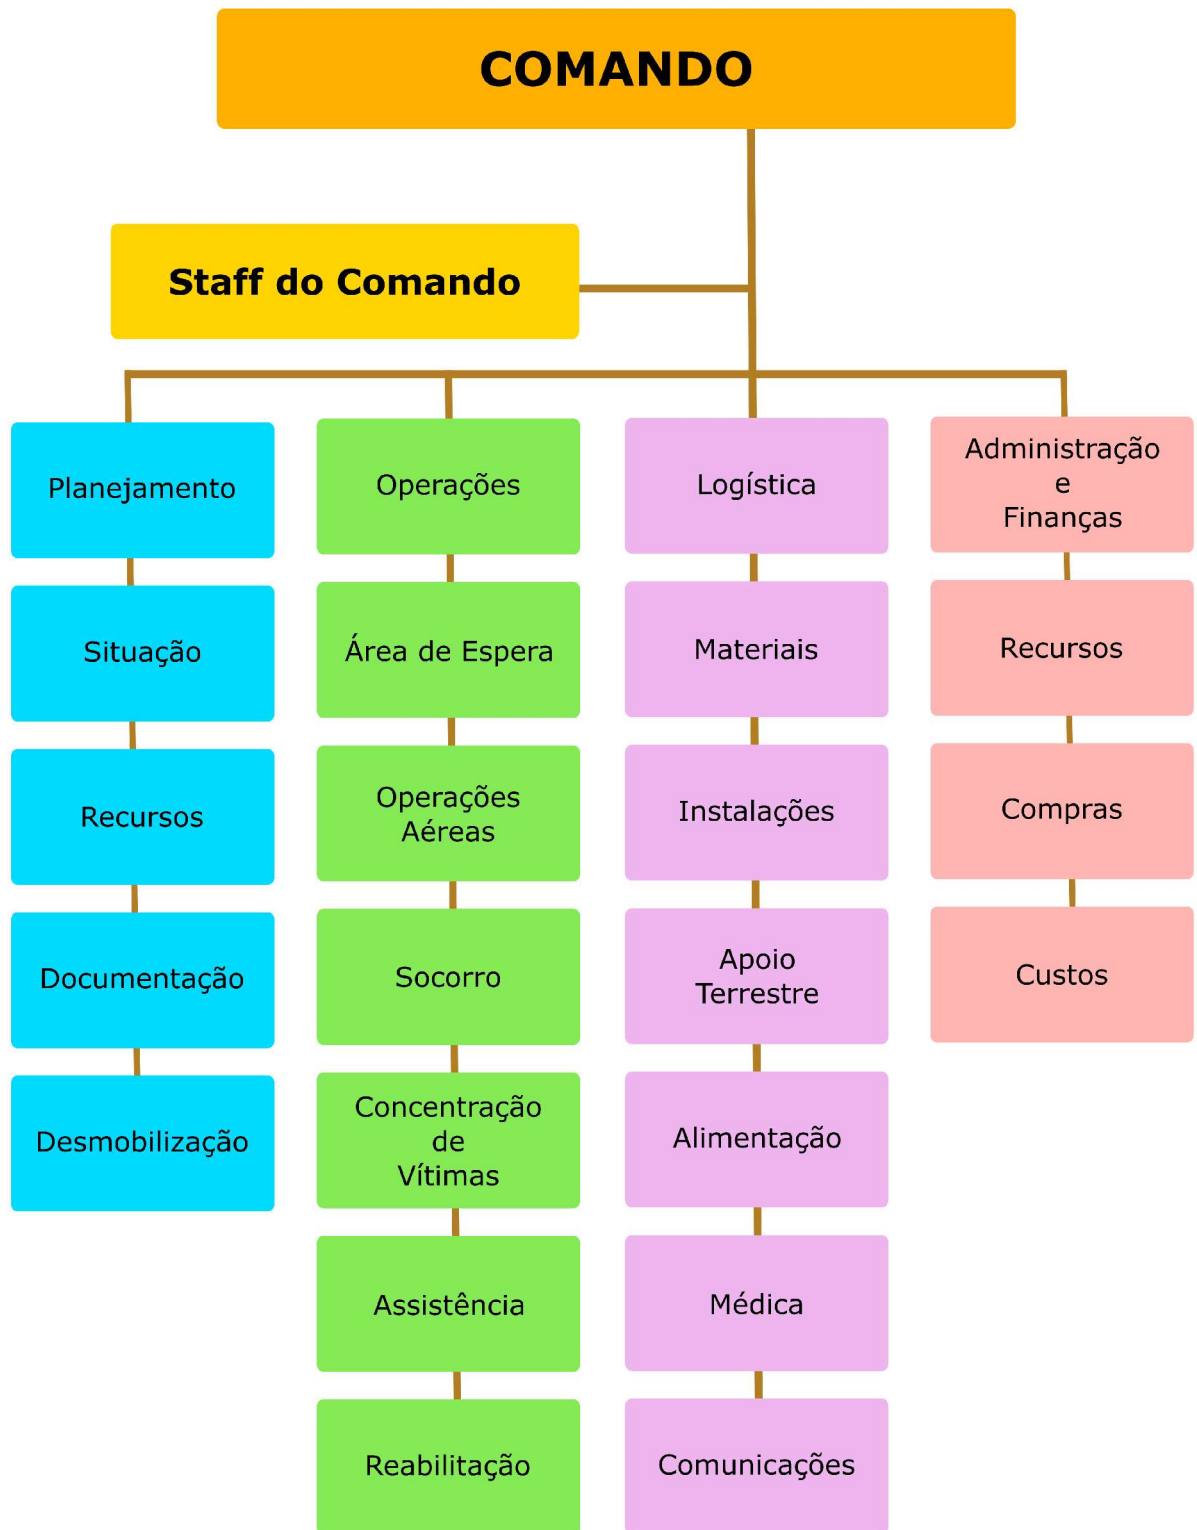 COMANDO
Staff do Comando
Planejamento
Situação
Recursos
Documentação
Desmobilização
Operações
Área de Espera
Operações
Aéreas
Socorro
Concentração
de
Vítimas
Assistência
Reabilitação
Logística
Materiais
Instalações
Apoio
Terrestre
Alimentação
Médica
Comunicações
Administração
e
Finanças
Recursos
Compras
Custos